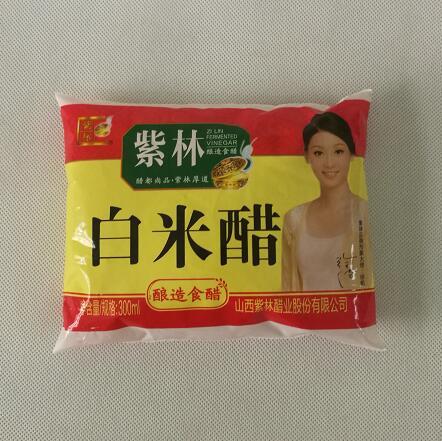 紫林
ZI LIN
FERMENTED
VINEGAR
酿造食醋
醋都尚品·紫林厚道
白米醋
酿造食醋
净含量/规格:300ml
山西紫林醋业股份有限公司